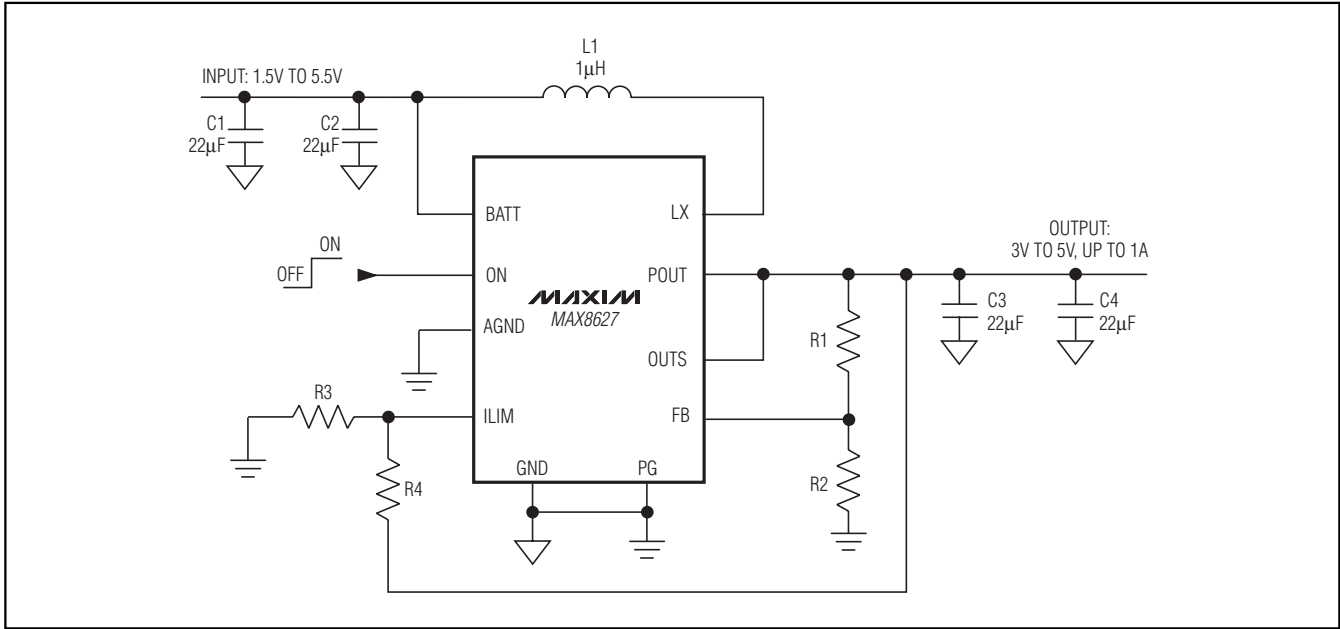 L1
1µH
INPUT: 1.5V TO 5.5V
C1
22µF
C2
22µF
BATT
LX
ON
OFF
ON
POUT
OUTPUT:
3V TO 5V, UP TO 1A
MAXIM
MAX8627
AGND
C3
22µF
C4
22µF
R1
OUTS
R3
ILIM
FB
GND
PG
R4
R2